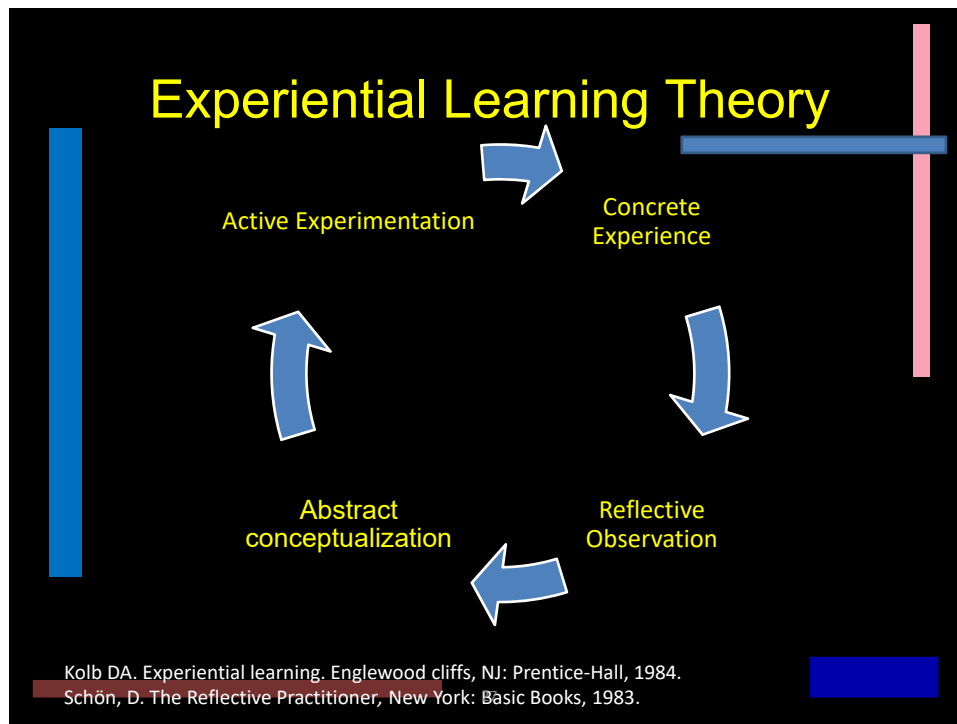 Experiential Learning Theory
Active Experimentation
Concrete
Experience
Abstract
conceptualization
Reflective
Observation
Kolb DA. Experiential learning. Englewood cliffs, NJ: Prentice-Hall, 1984.
Schön, D. The Reflective Practitioner, New York: Basic Books, 1983.